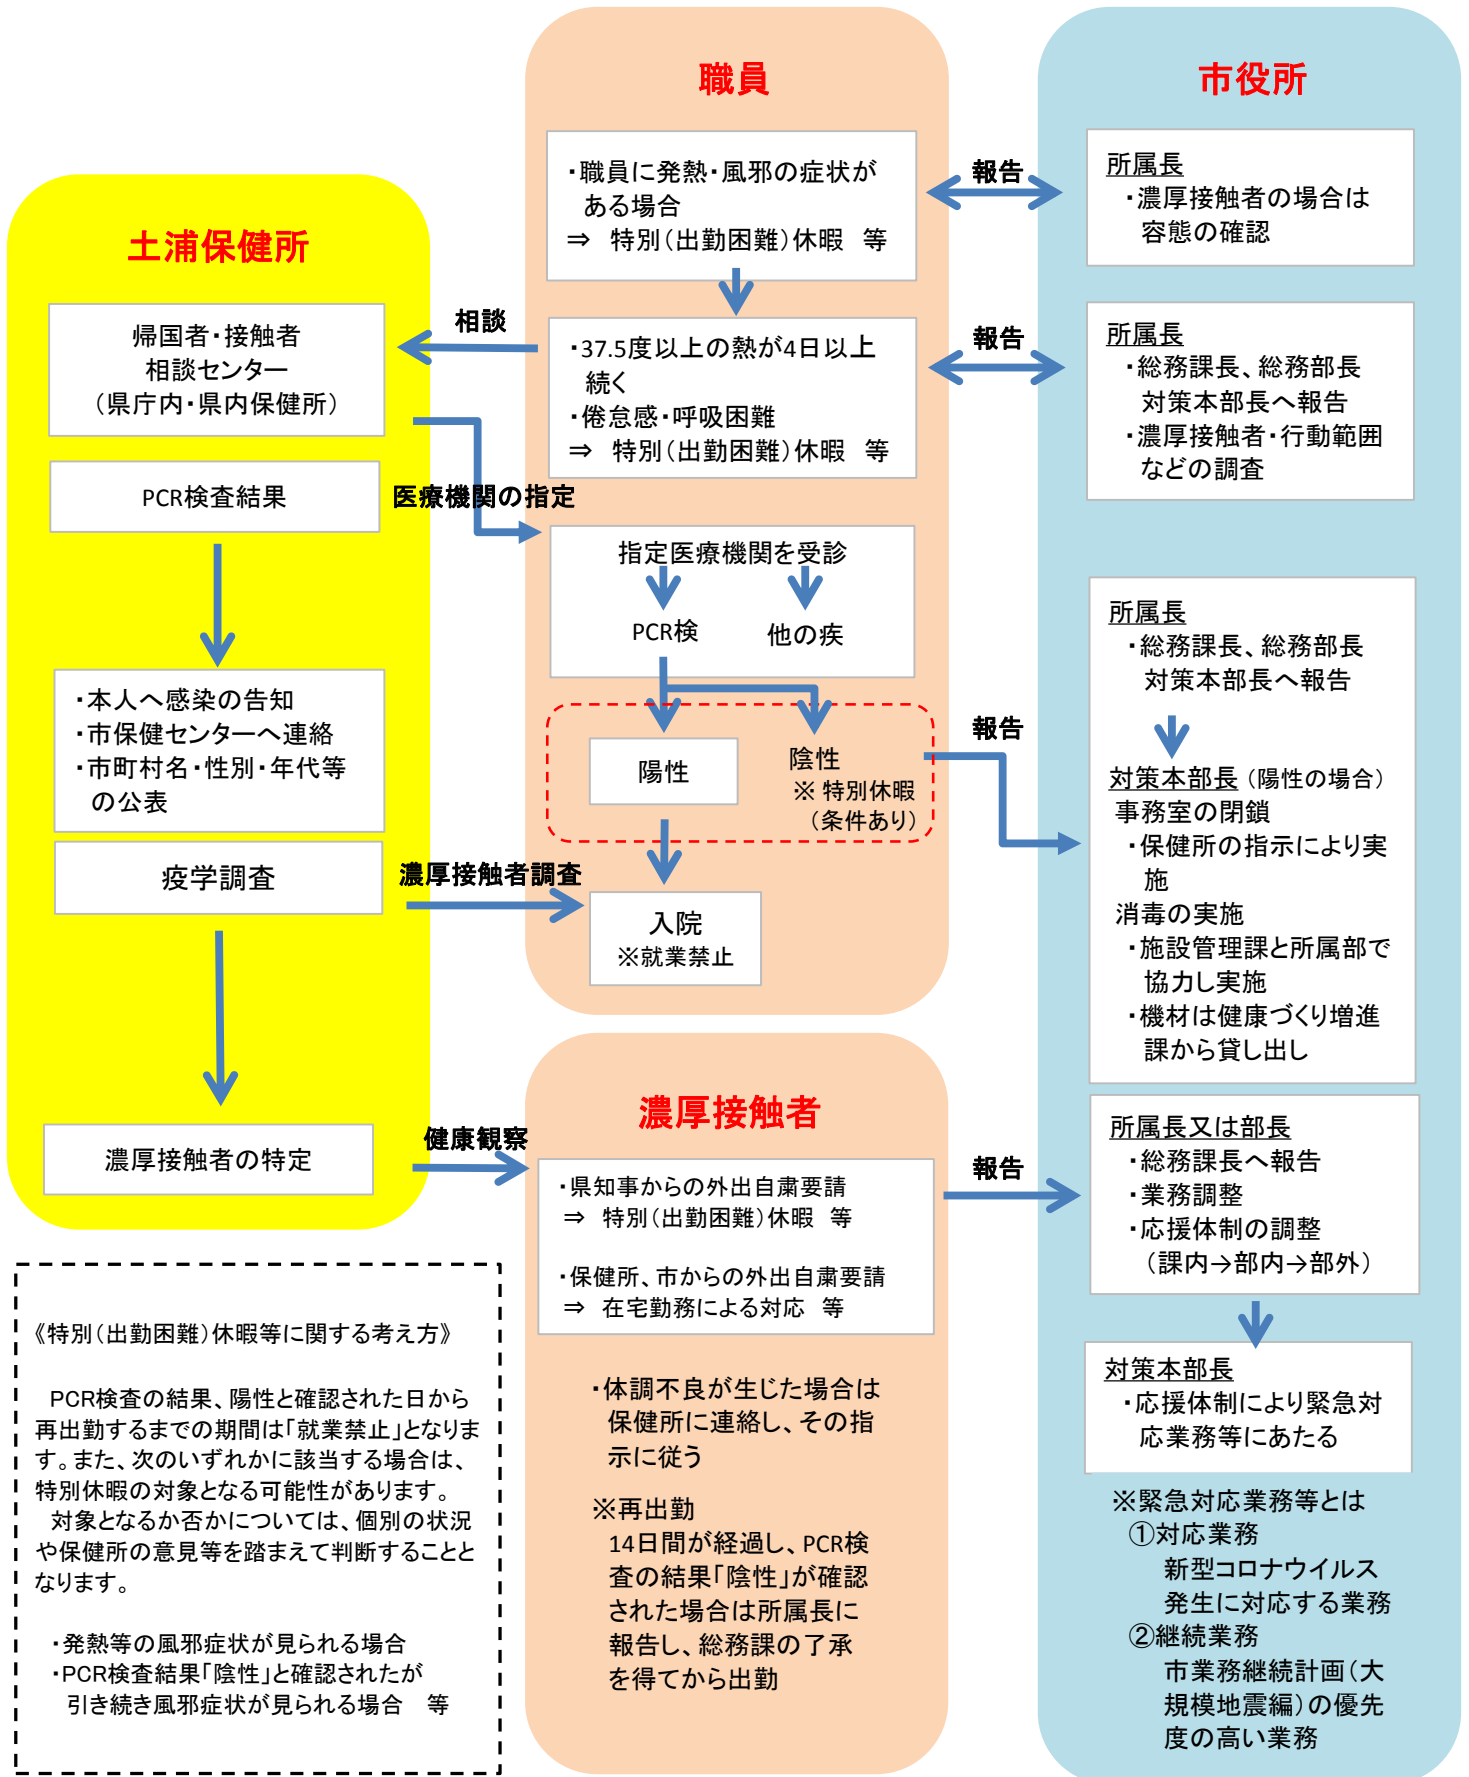 土浦保健所
帰国者・接触者
相談センター
（県庁内・県内保健所）
PCR検査結果
・本人へ感染の告知
・市保健センターへ連絡
・市町村名・性別・年代等
の公表
疫学調査
濃厚接触者の特定
相談
医療機関の指定
濃厚接触者調査
健康観察
職員
・職員に発熱・風邪の症状が
ある場合
⇒ 特別（出勤困難）休暇 等
・37.5度以上の熱が4日以上
続く
・倦怠感・呼吸困難
⇒ 特別（出勤困難）休暇 等
指定医療機関を受診
PCR検
他の疾
陽性
陰性
※ 特別休暇
（条件あり）
入院
※就業禁止
濃厚接触者
・県知事からの外出自粛要請
⇒ 特別（出勤困難）休暇 等
・保健所、市からの外出自粛要請
⇒ 在宅勤務による対応 等
・体調不良が生じた場合は
保健所に連絡し、その指
示に従う
※再出勤
14日間が経過し、PCR検
査の結果「陰性」が確認
された場合は所属長に
報告し、総務課の了承
を得てから出勤
報告
報告
報告
報告
市役所
所属長
・濃厚接触者の場合は
容態の確認
所属長
・総務課長、総務部長
対策本部長へ報告
・濃厚接触者・行動範囲
などの調査
所属長
・総務課長、総務部長
対策本部長へ報告
対策本部長（陽性の場合）
事務室の閉鎖
・保健所の指示により実
施
消毒の実施
・施設管理課と所属部で
協力し実施
・機材は健康づくり増進
課から貸し出し
所属長又は部長
・総務課長へ報告
・業務調整
・応援体制の調整
（課内→部内→部外）
対策本部長
・応援体制により緊急対
応業務等にあたる
※緊急対応業務等とは
①対応業務
新型コロナウイルス
発生に対応する業務
②継続業務
市業務継続計画（大
規模地震編）の優先
度の高い業務
《特別（出勤困難）休暇等に関する考え方》
PCR検査の結果、陽性と確認された日から
再出勤するまでの期間は「就業禁止」となりま
す。また、次のいずれかに該当する場合は、
特別休暇の対象となる可能性があります。
対象となるか否かについては、個別の状況
や保健所の意見等を踏まえて判断することと
なります。
・発熱等の風邪症状が見られる場合
・PCR検査結果「陰性」と確認されたが
引き続き風邪症状が見られる場合 等